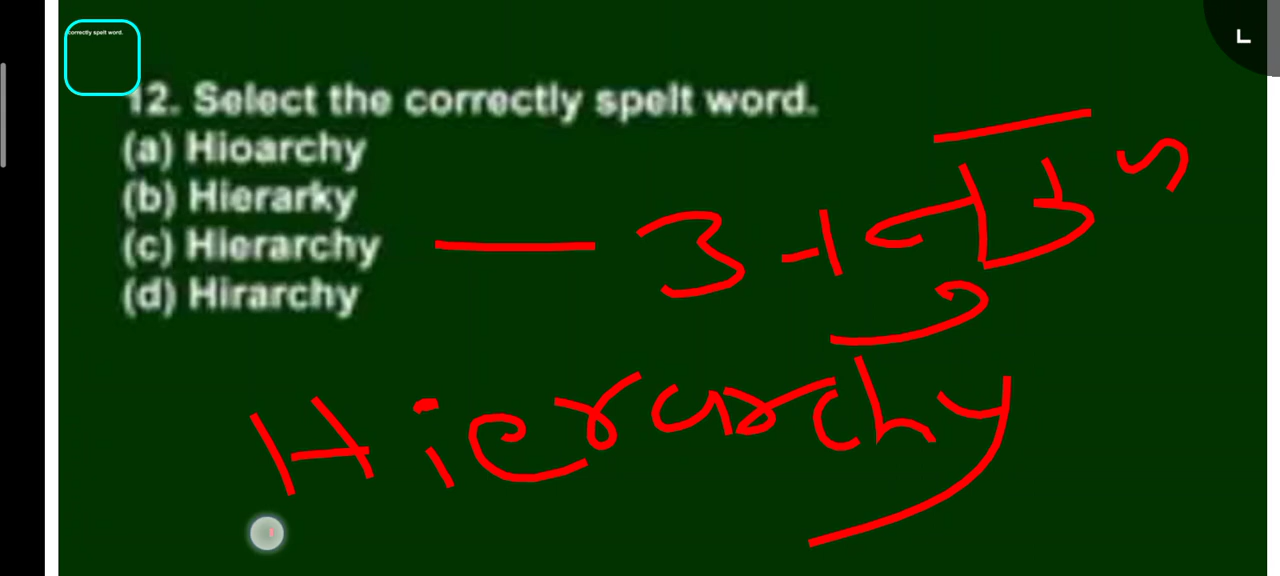 correctly spelt word.
L
12. Select the correctly spelt word.
(a) Hioarchy
(b) Hierarky
(c) Hierarchy
(d) Hirarchy
Hierarchy